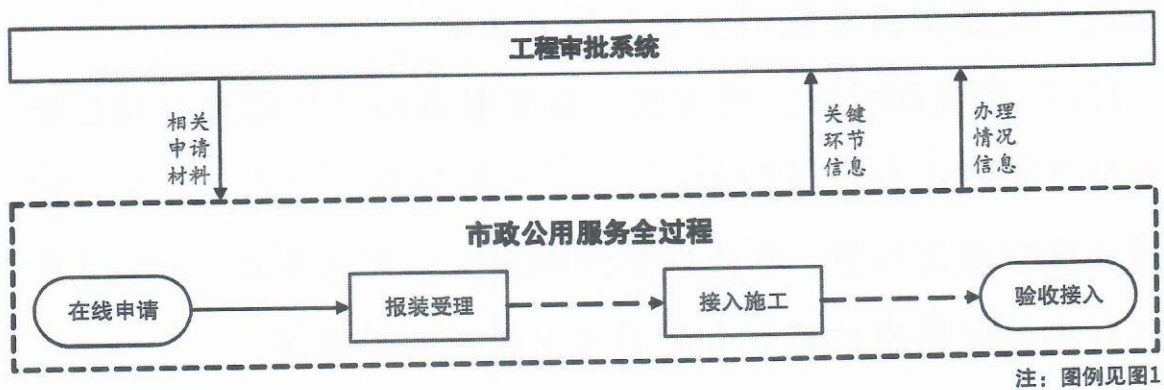 工程审批系统
相关
申请
材料
关键
环节
信息
办理
情况
信息
市政公用服务全过程
在线申请
报装受理
接入施工
验收接入
注：图例见图1